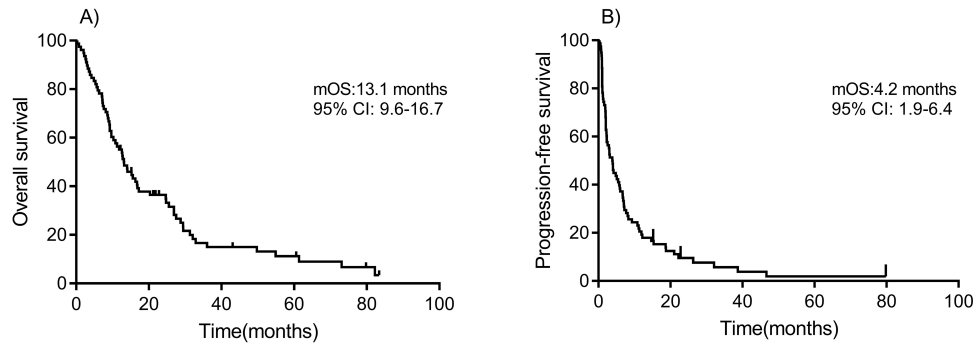 A)
Overall survival
100
80
60
40
20
0
mOS:13.1 months
95% CI: 9.6-16.7
0 20 40 60 80 100
Time(months)
B)
Progression-free survival
100
80
60
40
20
0
mOS:4.2 months
95% CI: 1.9-6.4
0 20 40 60 80 100
Time(months)